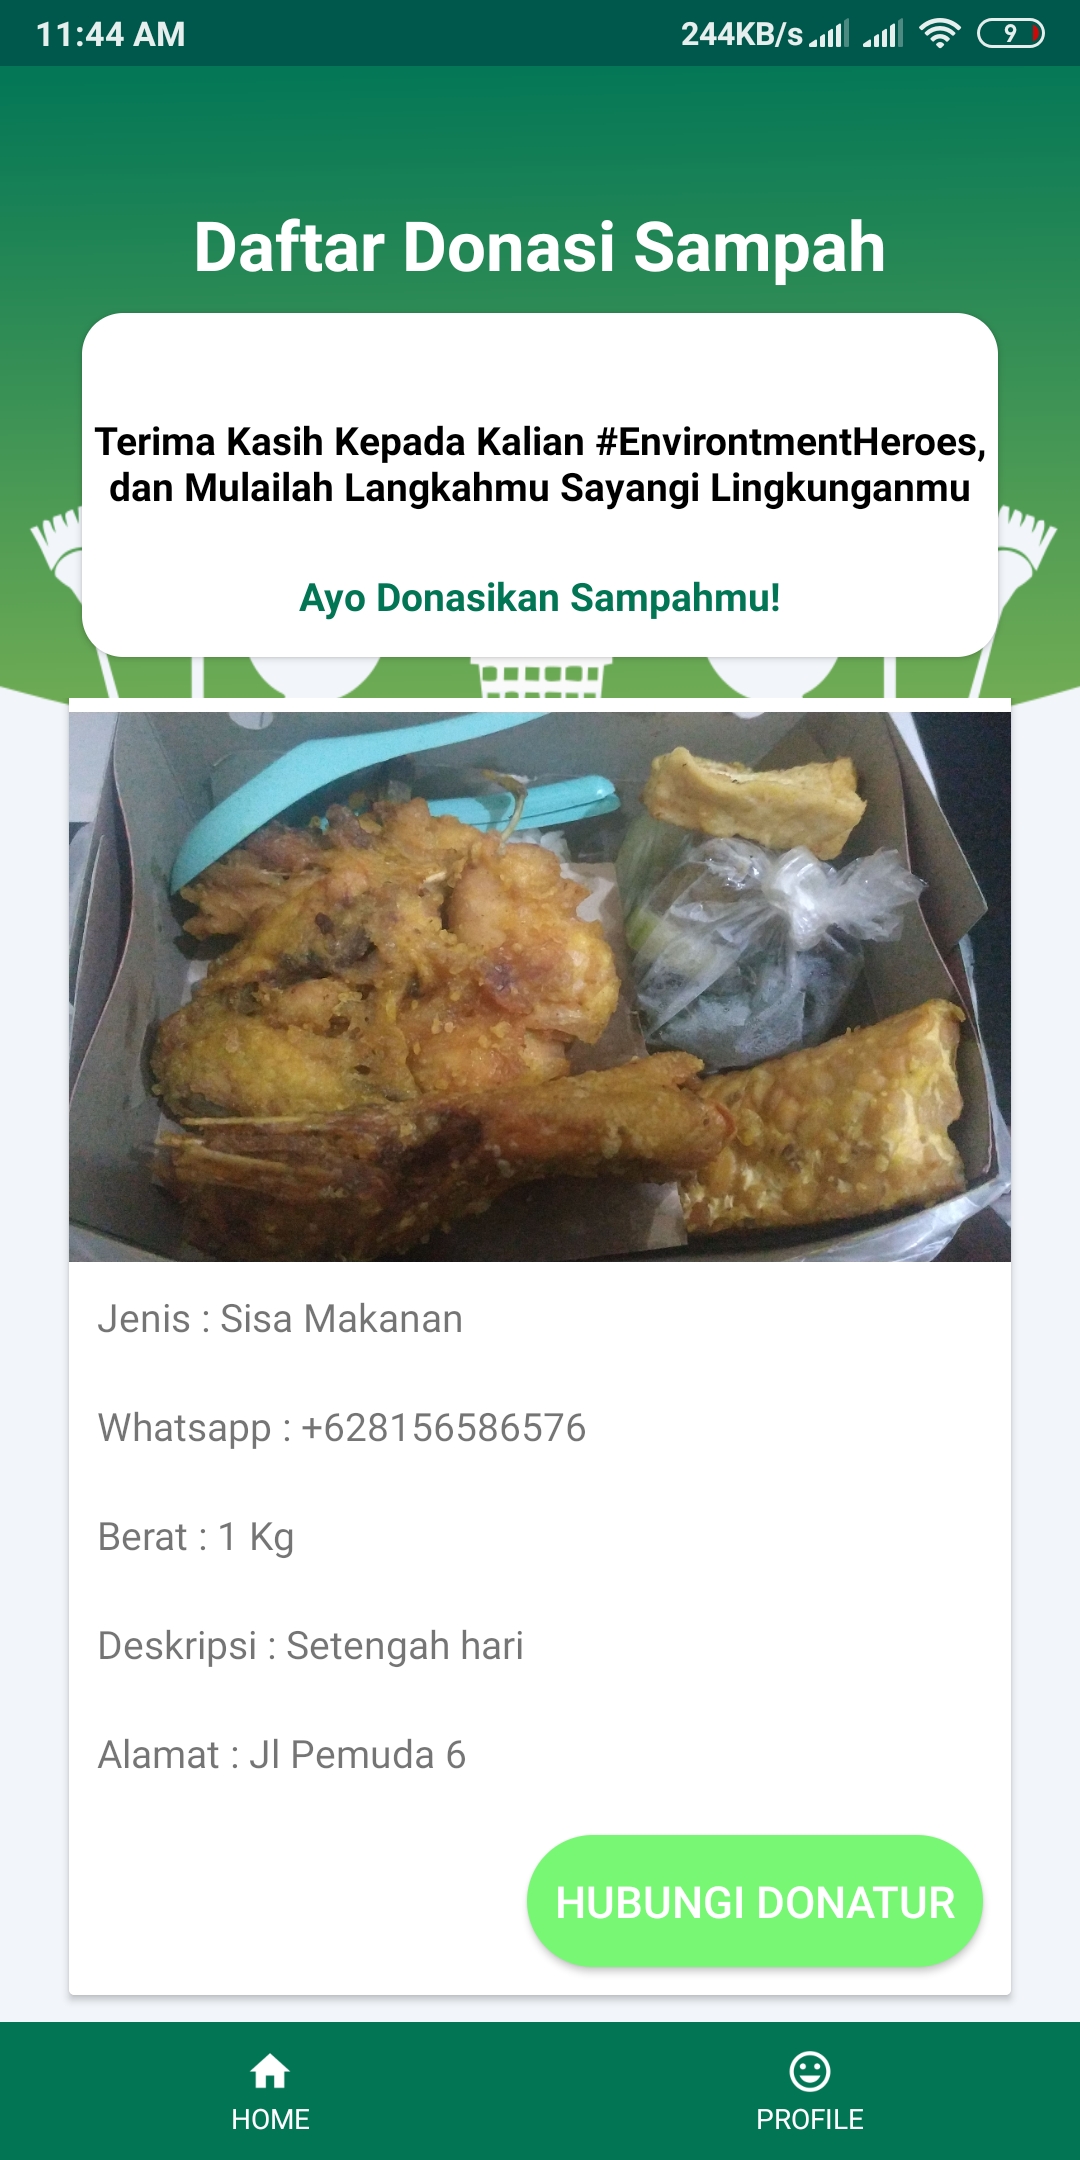 11:44 AM 244KB/s 9
Daftar Donasi Sampah
Terima Kasih Kepada Kalian #EnvirontmentHeroes,
dan Mulailah Langkahmu Sayangi Lingkunganmu
Ayo Donasikan Sampahmu!
Jenis : Sisa Makanan
Whatsapp : +628156586576
Berat : 1 Kg
Deskripsi : Setengah hari
Alamat : Jl Pemuda 6
HUBUNGI DONATUR
HOME PROFILE